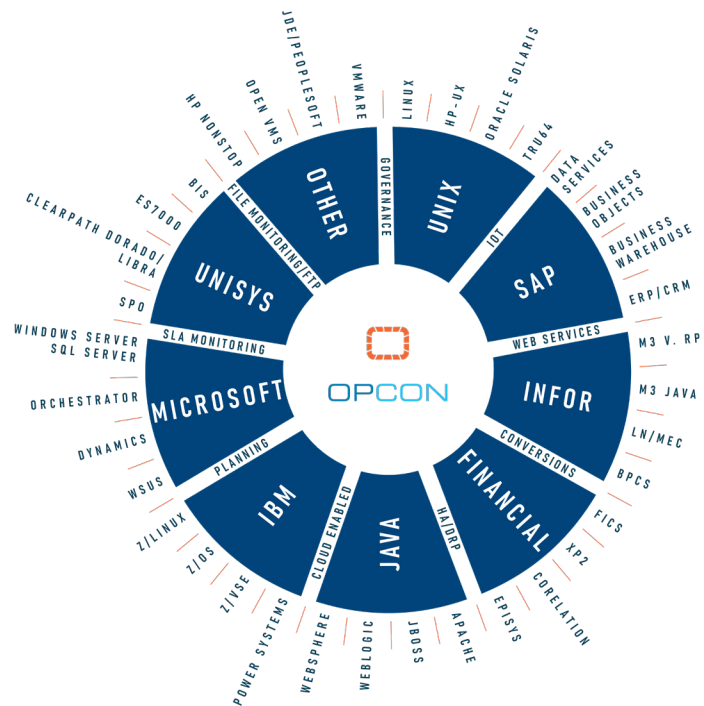 OPCON
UNIX
LINUX
HP-UX
ORACLE SOLARIS
TRU64
IOT
SAP
DATA
SERVICES
BUSINESS
OBJECTS
BUSINESS
WAREHOUSE
ERP/CRM
WEB SERVICES
INFOR
M3 V. RP
M3 JAVA
LN/MEC
BPCS
CONVERSIONS
FINANCIAL
FICS
XP2
CORELATION
EPISYS
HA/DRP
JAVA
APACHE
JBOSS
WEBLOGIC
WEBSPHERE
CLOUD ENABLED
IBM
POWER SYSTEMS
Z/VSE
Z/OS
Z/LINUX
PLANNING
MICROSOFT
WSUS
DYNAMICS
ORCHESTRATOR
WINDOWS SERVER
SQL SERVER
SLA MONITORING
UNISYS
SPO
CLEARPATH DORADO/
LIBRA
ES7000
BIS
FILE MONITORING/FTP
OTHER
HP NONSTOP
OPEN VMS
JDE/PEOPLESOFT
VMWARE
GOVERNANCE